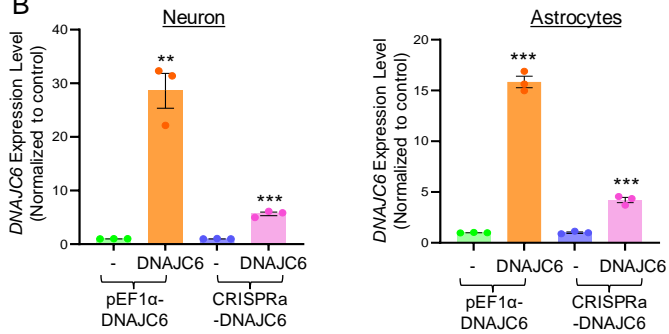 B
Neuron
DNAJC6 Expression Level
(Normalized to control)
40
30
20
10
0
**
***
- DNAJC6 - DNAJC6
pEF1α-
DNAJC6
CRISPRa
-DNAJC6
Astrocytes
DNAJC6 Expression Level
(Normalized to control)
20
15
10
5
0
***
***
- DNAJC6 - DNAJC6
pEF1α-
DNAJC6
CRISPRa
-DNAJC6